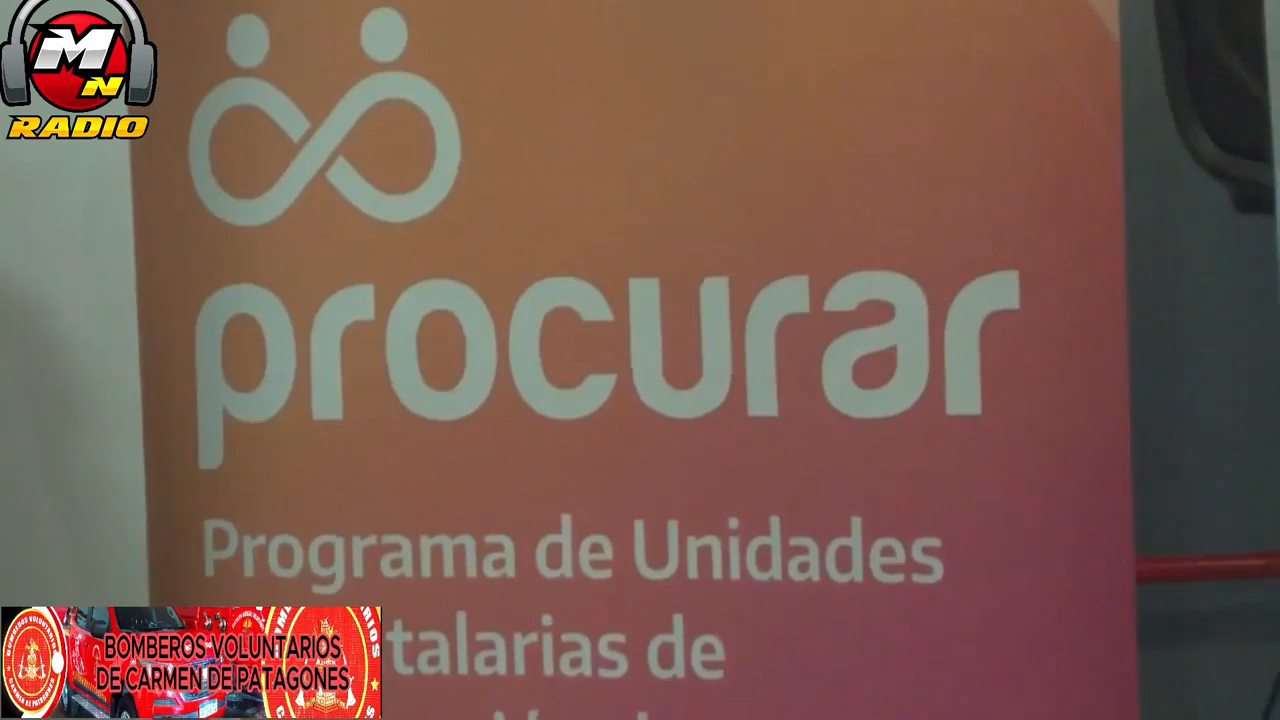 MN
RADIO
procurar
Programa de Unidades
talarias de
BOMBEROS VOLUNTARIOS
DE CARMEN DE PATAGONES